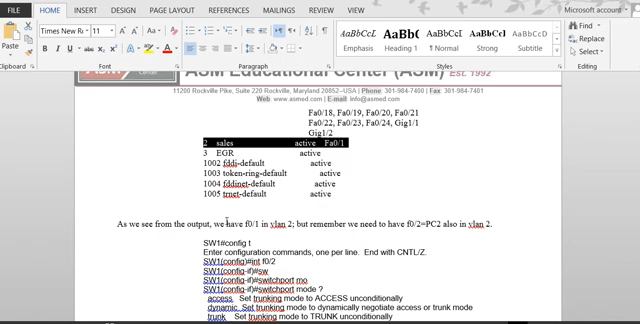 FILE HOME INSERT DESIGN PAGE LAYOUT REFERENCES MAILINGS REVIEW VIEW Microsoft account
Paste
Times New Ro 11
AaBbCcL AaBb( AaBbCcI AaBbC AaBbCcD
Emphasis Heading 1 ¶ Normal Strong Subtitle
Find
Replace
Select
Clipboard Font Paragraph Styles Editing
ASM Educational Center (ASM) Est. 1992
Center
11200 Rockville Pike, Suite 220 Rockville, Maryland 20852–USA | Phone: 301-984-7400 | Fax: 301-984-7401
Web: www.asmed.com | E-mail: info@asmed.com
Fa0/18, Fa0/19, Fa0/20, Fa0/21
Fa0/22, Fa0/23, Fa0/24, Gig1/1
Gig1/2
2 sales active Fa0/1
3 EGR active
1002 fddi-default active
1003 token-ring-default active
1004 fddinet-default active
1005 trnet-default active
As we see from the output, we have f0/1 in vlan 2; but remember we need to have f0/2=PC2 also in vlan 2.
SW1#config t
Enter configuration commands, one per line. End with CNTL/Z.
SW1(config)#int f0/2
SW1(config-if)#sw
SW1(config-if)#switchport mo
SW1(config-if)#switchport mode ?
access Set trunking mode to ACCESS unconditionally
dynamic Set trunking mode to dynamically negotiate access or trunk mode
trunk Set trunking mode to TRUNK unconditionally